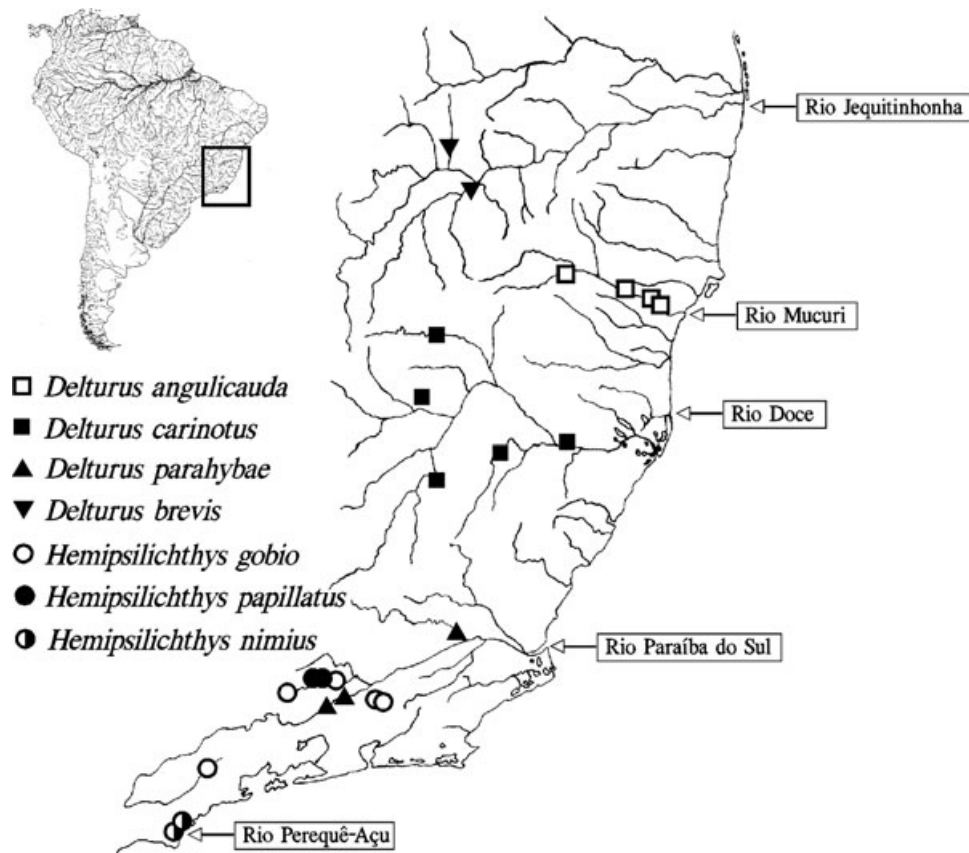 Rio Jequitinhonha
Rio Mucuri
Delturus angulicauda
Delturus carinotus
Delturus parahybae
Delturus brevis
Hemipsilichthys gobio
Hemipsilichthys papillatus
Hemipsilichthys nimius
Rio Doce
Rio Paraíba do Sul
Rio Perequê-Açu